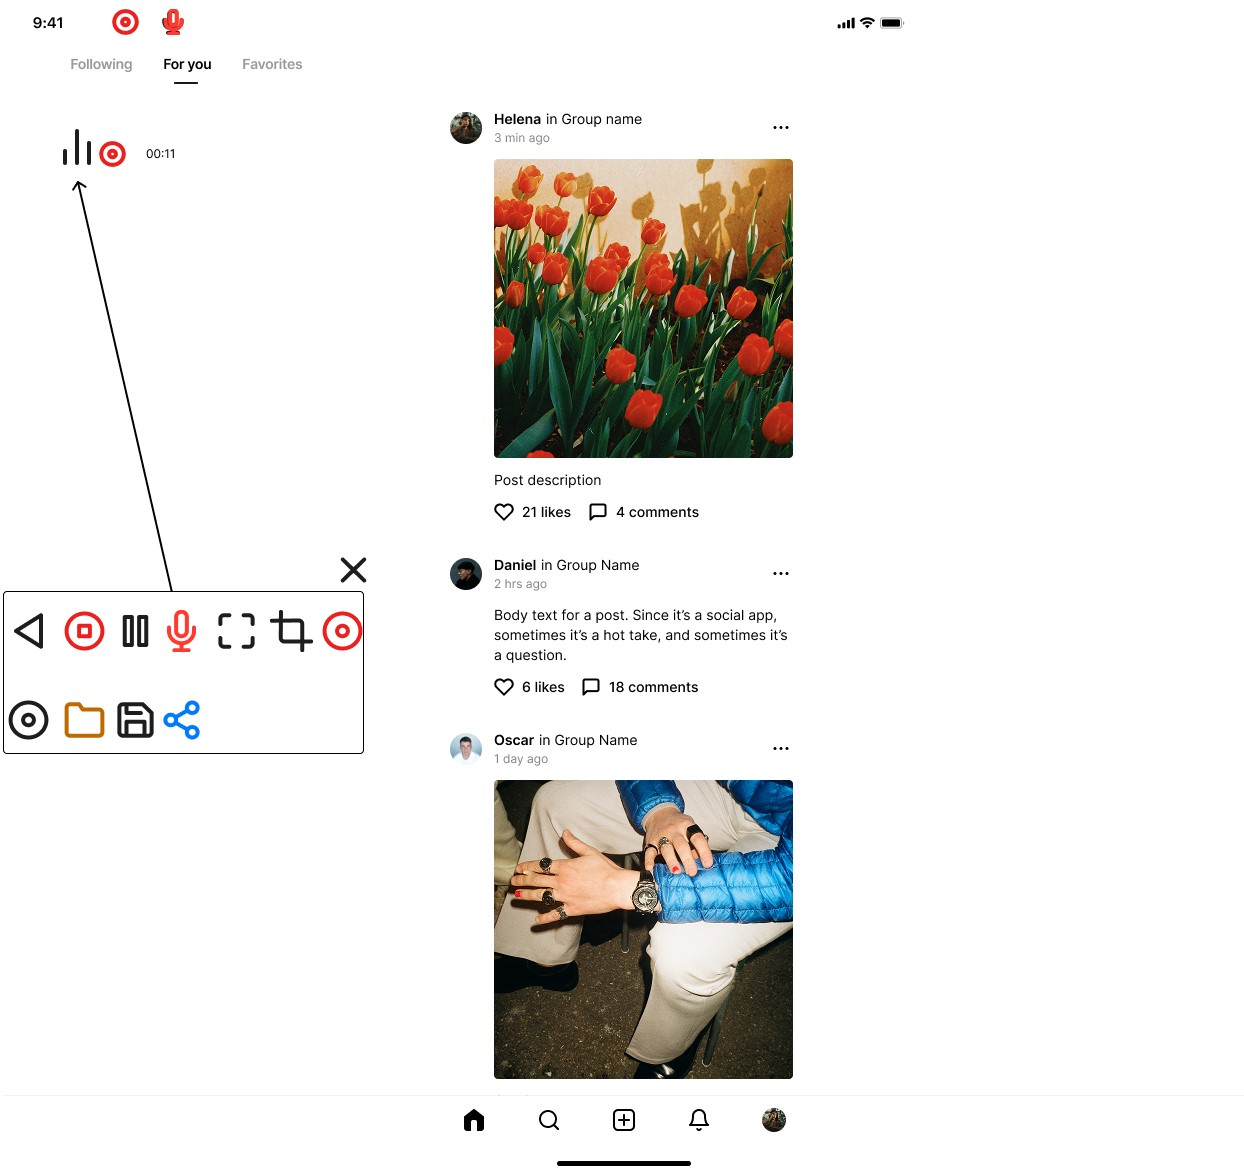 9:41
Following For you Favorites
00:11
Helena in Group name
3 min ago
Post description
21 likes 4 comments
Daniel in Group Name
2 hrs ago
Body text for a post. Since it’s a social app,
sometimes it’s a hot take, and sometimes it’s
a question.
6 likes 18 comments
Oscar in Group Name
1 day ago